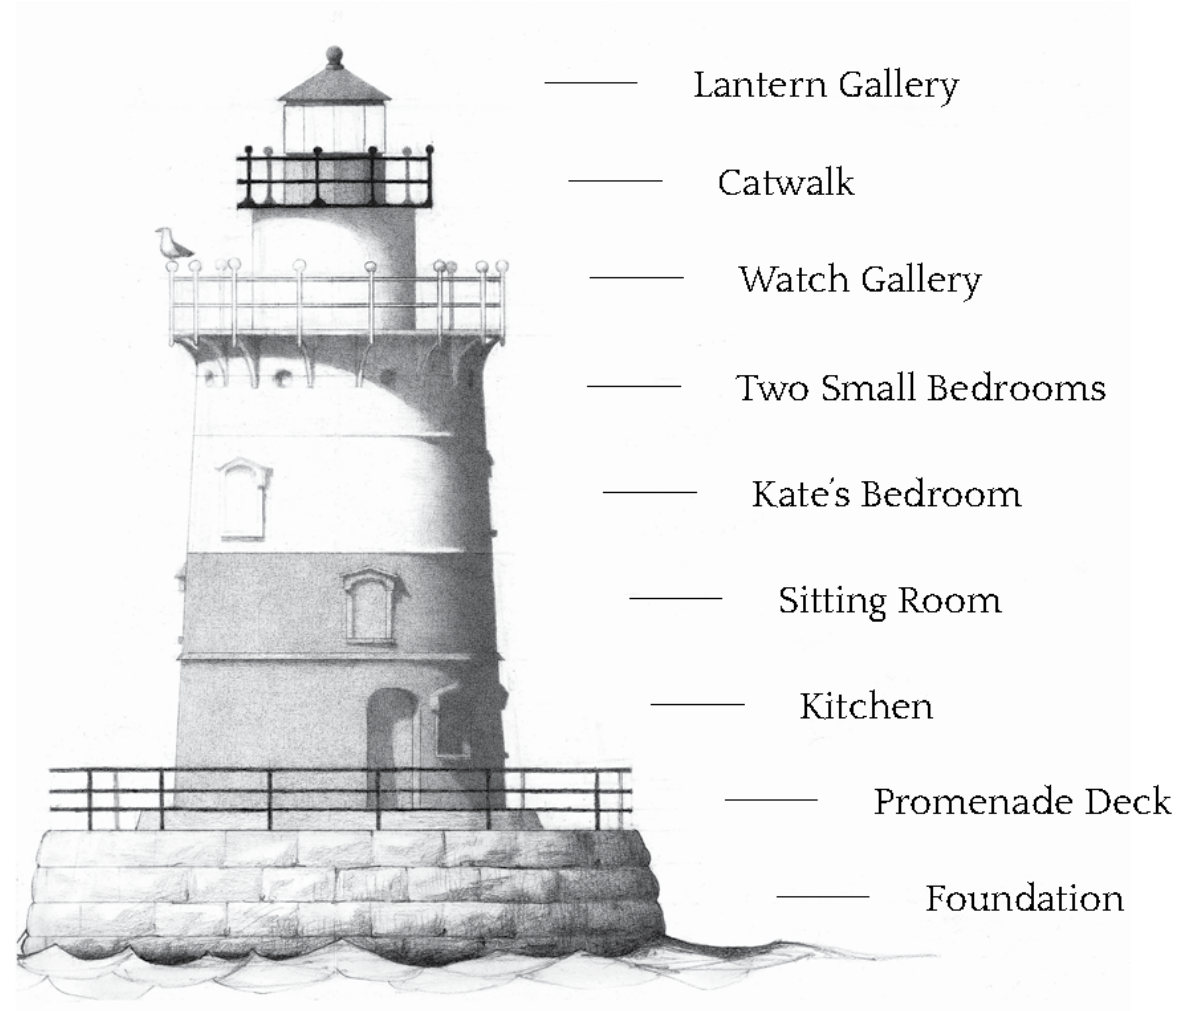 Lantern Gallery
Catwalk
Watch Gallery
Two Small Bedrooms
Kate's Bedroom
Sitting Room
Kitchen
Promenade Deck
Foundation